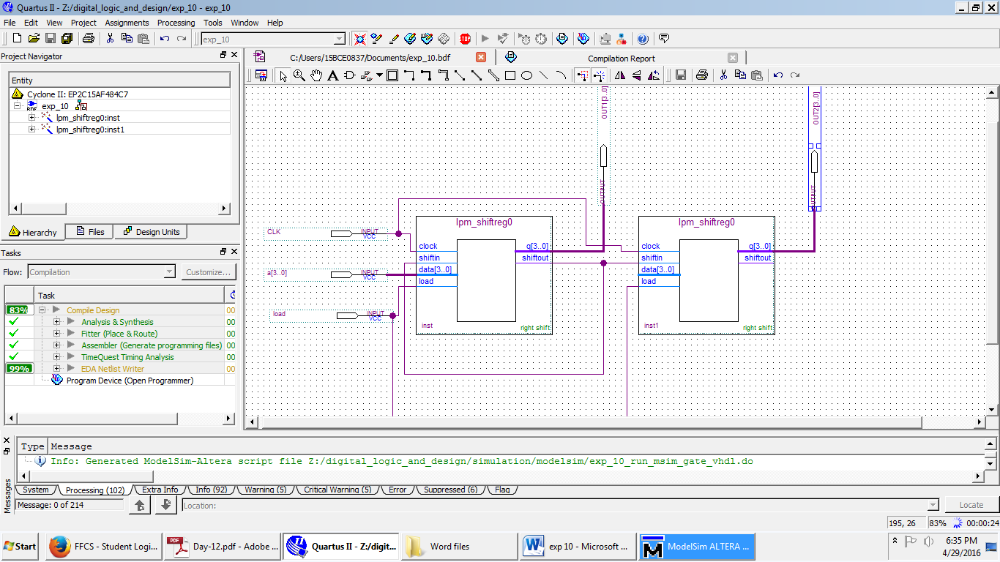 Quartus II - Z:/digital_logic_and_design/exp_10 - exp_10
File Edit View Project Assignments Processing Tools Window Help
exp_10
STOP
Project Navigator
C:/Users/15BCE0837/Documents/exp_10.bdf
Compilation Report
Entity
Cyclone II: EP2C15AF484C7
exp_10
lpm_shiftreg0:inst
lpm_shiftreg0:inst1
Hierarchy Files Design Units
Tasks
Flow: Compilation Customize...
Task
83% Compile Design 00
Analysis & Synthesis 00
Fitter (Place & Route) 00
Assembler (Generate programming files) 00
TimeQuest Timing Analysis 00
99% EDA Netlist Writer 00
Program Device (Open Programmer)
OUT1[3..0]
OUTPUT
OUT2[3..0]
OUTPUT
CLK INPUT VCC
a[3..0] INPUT VCC
load INPUT VCC
lpm_shiftreg0
clock
shiftin
data[3..0]
load
q[3..0]
shiftout
inst right shift
lpm_shiftreg0
clock
shiftin
data[3..0]
load
q[3..0]
shiftout
inst1 right shift
Messages
Type Message
Info: Generated ModelSim-Altera script file Z:/digital_logic_and_design/simulation/modelsim/exp_10_run_msim_gate_vhdl.do
System Processing (102) Extra Info Info (92) Warning (5) Critical Warning (5) Error Suppressed (6) Flag
Message: 0 of 214 Location: Locate
195, 26 83% 00:00:24
Start FFCS - Student Logi... Day-12.pdf - Adobe ... Quartus II - Z:/digit... Word files exp 10 - Microsoft ... ModelSim ALTERA ...
6:35 PM
4/29/2016